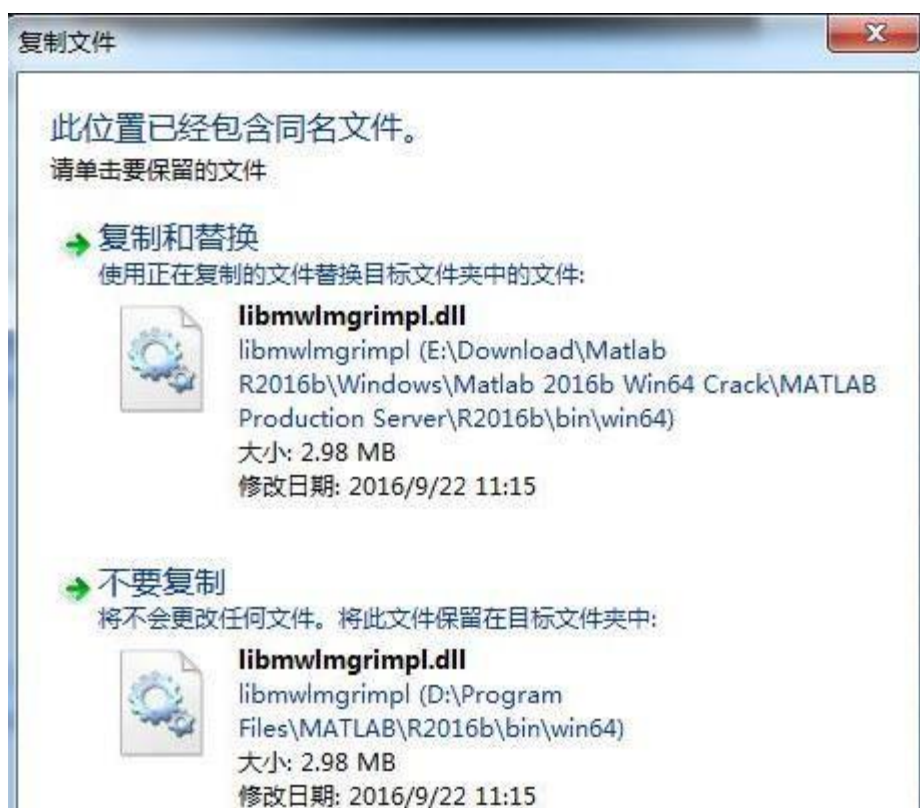 复制文件
此位置已经包含同名文件。
请单击要保留的文件
复制和替换
使用正在复制的文件替换目标文件夹中的文件:
libmwlmgrimpl.dll
libmwlmgrimpl (E:\Download\Matlab
R2016b\Windows\Matlab 2016b Win64 Crack\MATLAB
Production Server\R2016b\bin\win64)
大小: 2.98 MB
修改日期: 2016/9/22 11:15
不要复制
将不会更改任何文件。将此文件保留在目标文件夹中:
libmwlmgrimpl.dll
libmwlmgrimpl (D:\Program
Files\MATLAB\R2016b\bin\win64)
大小: 2.98 MB
修改日期: 2016/9/22 11:15